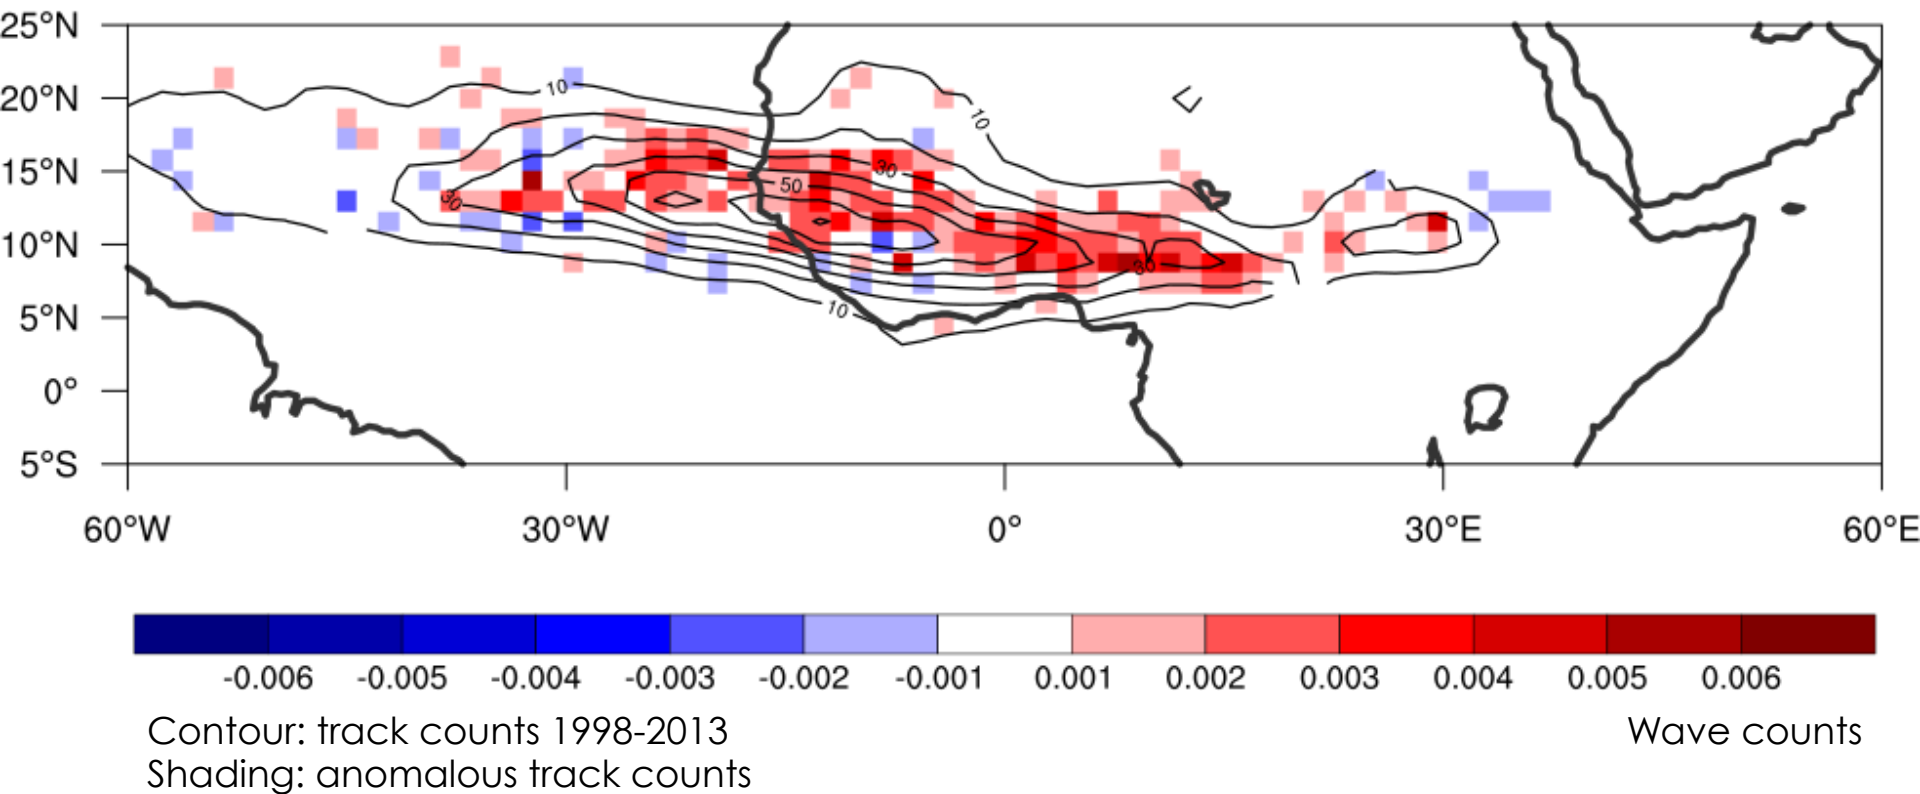 25°N
20°N
15°N
10°N
5°N
0°
5°S
10
10
30
50
30
30
10
60°W 30°W 0° 30°E 60°E
-0.006 -0.005 -0.004 -0.003 -0.002 -0.001 0.001 0.002 0.003 0.004 0.005 0.006
Contour: track counts 1998-2013
Wave counts
Shading: anomalous track counts